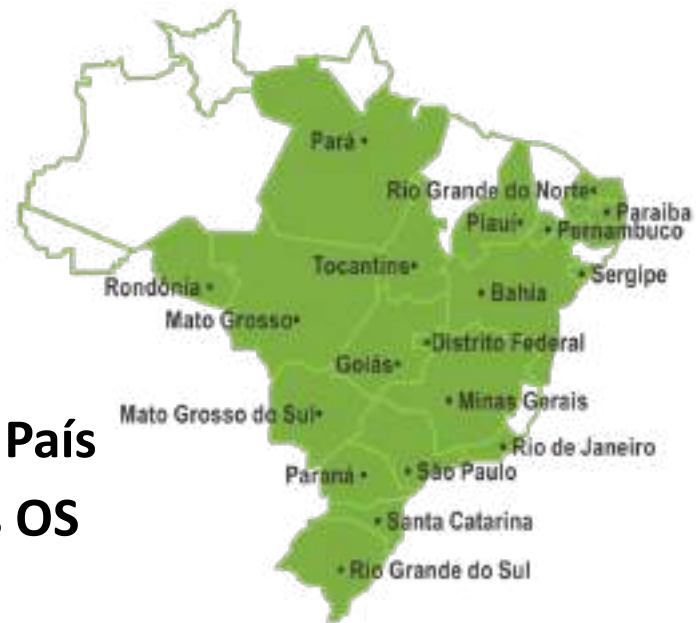 Pará
Rio Grande do Norte
Paraiba
Piauí
Pernambuco
Tocantins
Sergipe
Rondônia
Bahia
Mato Grosso
Distrito Federal
Goiás
Minas Gerais
Mato Grosso do Sul
País
Rio de Janeiro
Paraná
São Paulo
OS
Santa Catarina
Rio Grande do Sul